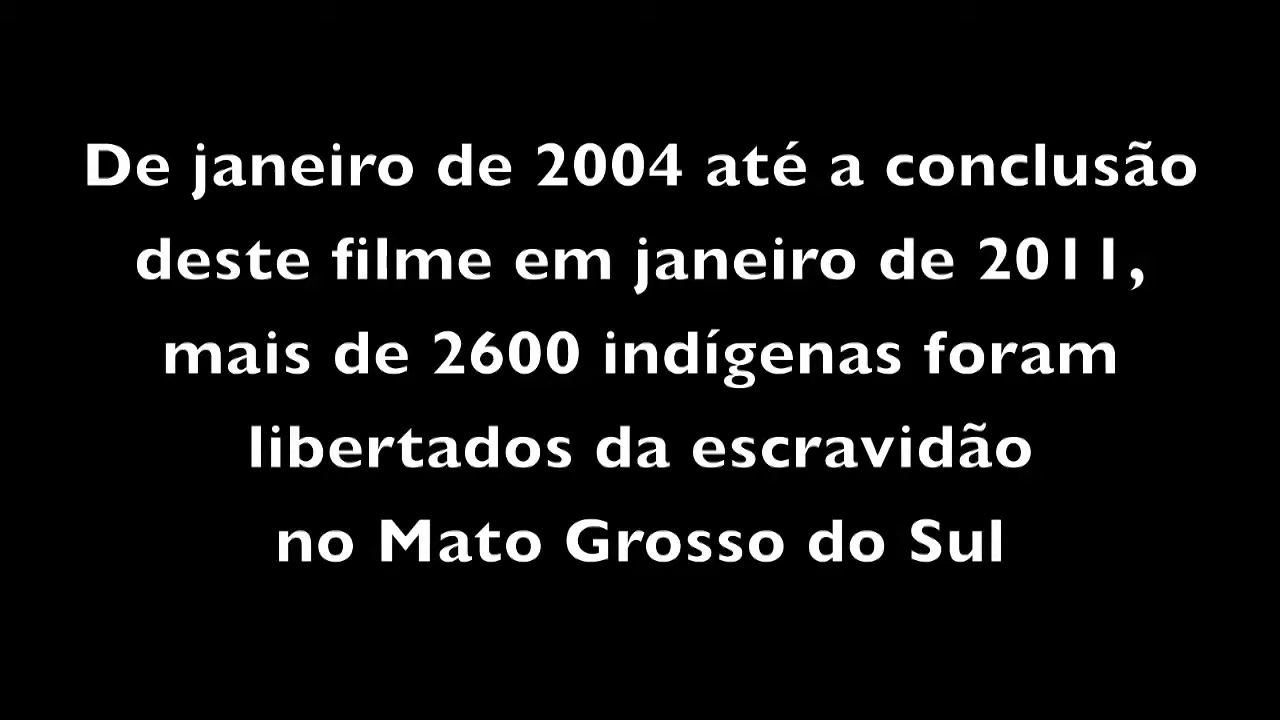 De janeiro de 2004 até a conclusão
deste filme em janeiro de 2011,
mais de 2600 indígenas foram
libertados da escravidão
no Mato Grosso do Sul